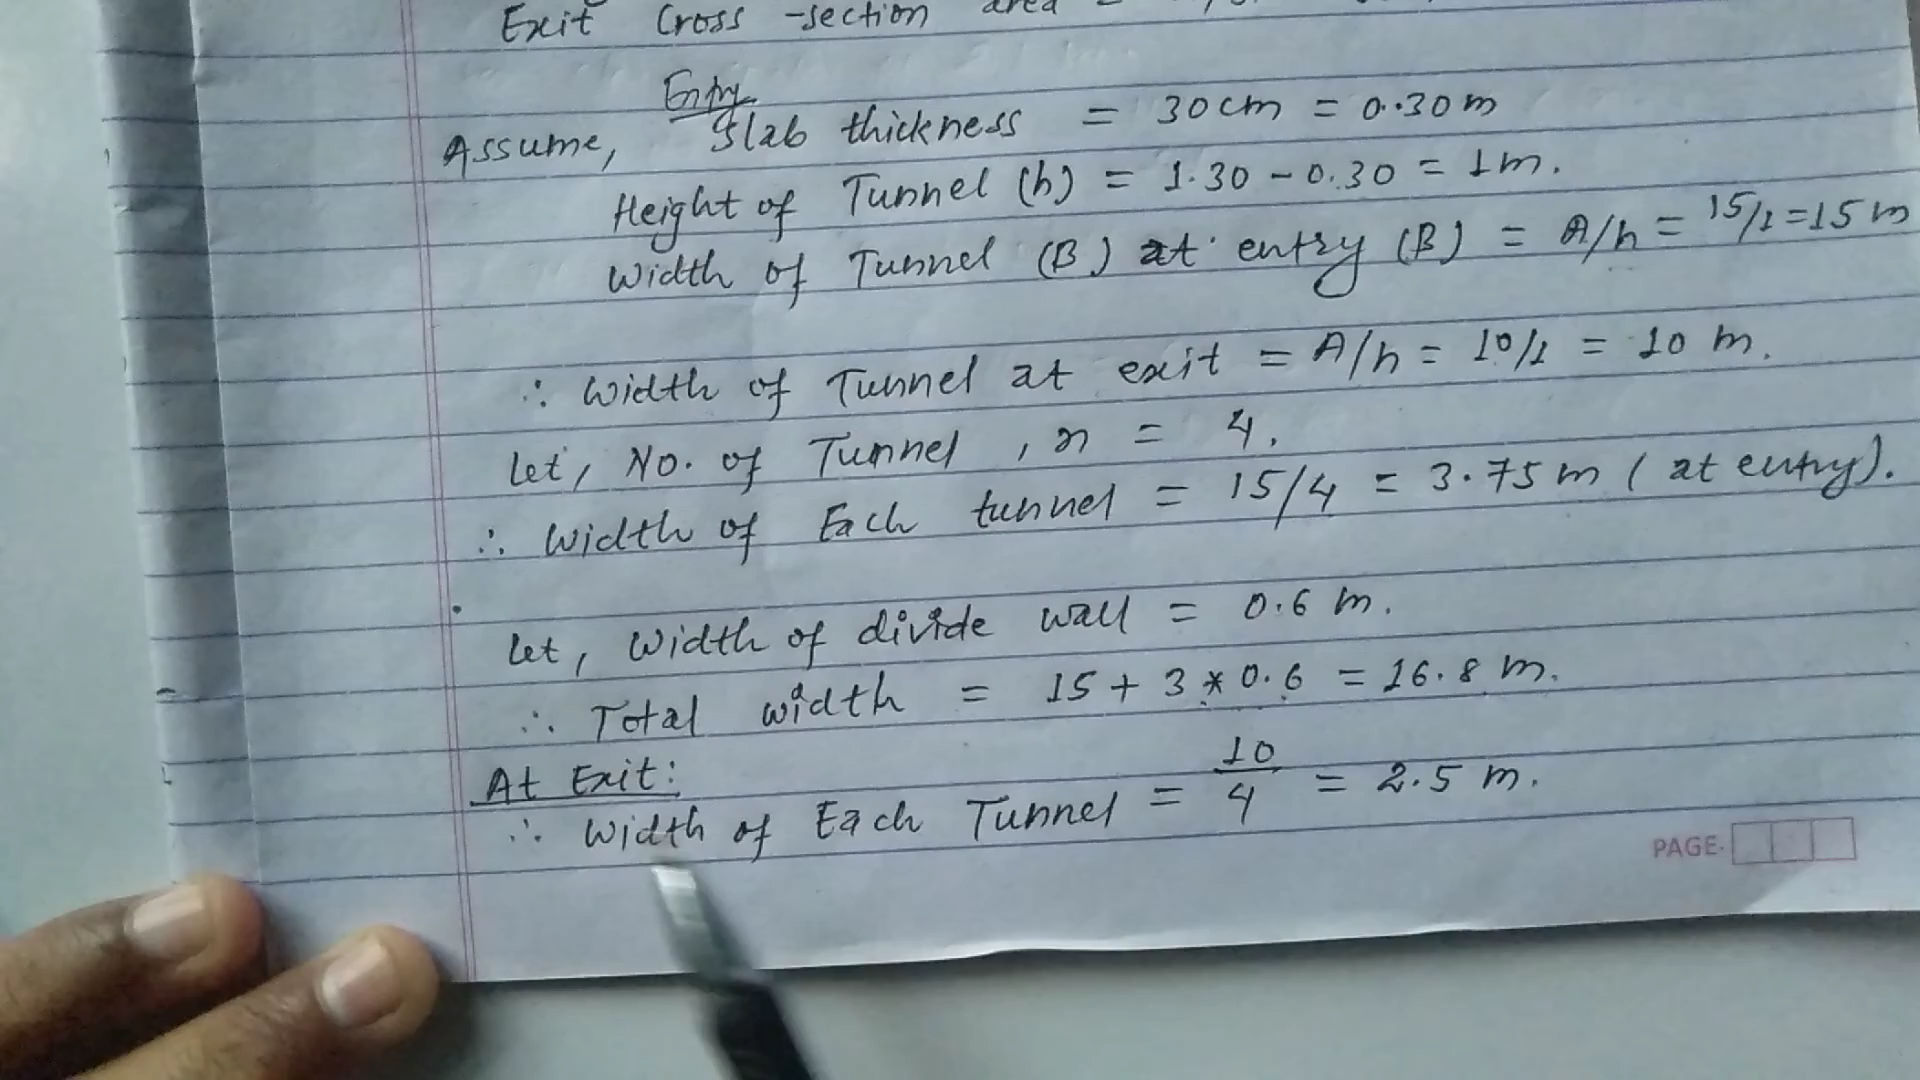 Exit Cross-section area =
Entry
Assume, Slab thickness = 30cm = 0.30m
Height of Tunnel (h) = 1.30 - 0.30 = 1m.
Width of Tunnel (B) at entry (B) = A/h = 15/1 = 15 m
∴ Width of Tunnel at exit = A/h = 10/1 = 10 m.
Let, No. of Tunnel, n = 4.
∴ Width of Each tunnel = 15/4 = 3.75m (at entry).
Let, Width of divide wall = 0.6 m.
∴ Total width = 15 + 3 * 0.6 = 16.8 m.
At Exit:
∴ Width of Each Tunnel = 10/4 = 2.5 m.
PAGE.